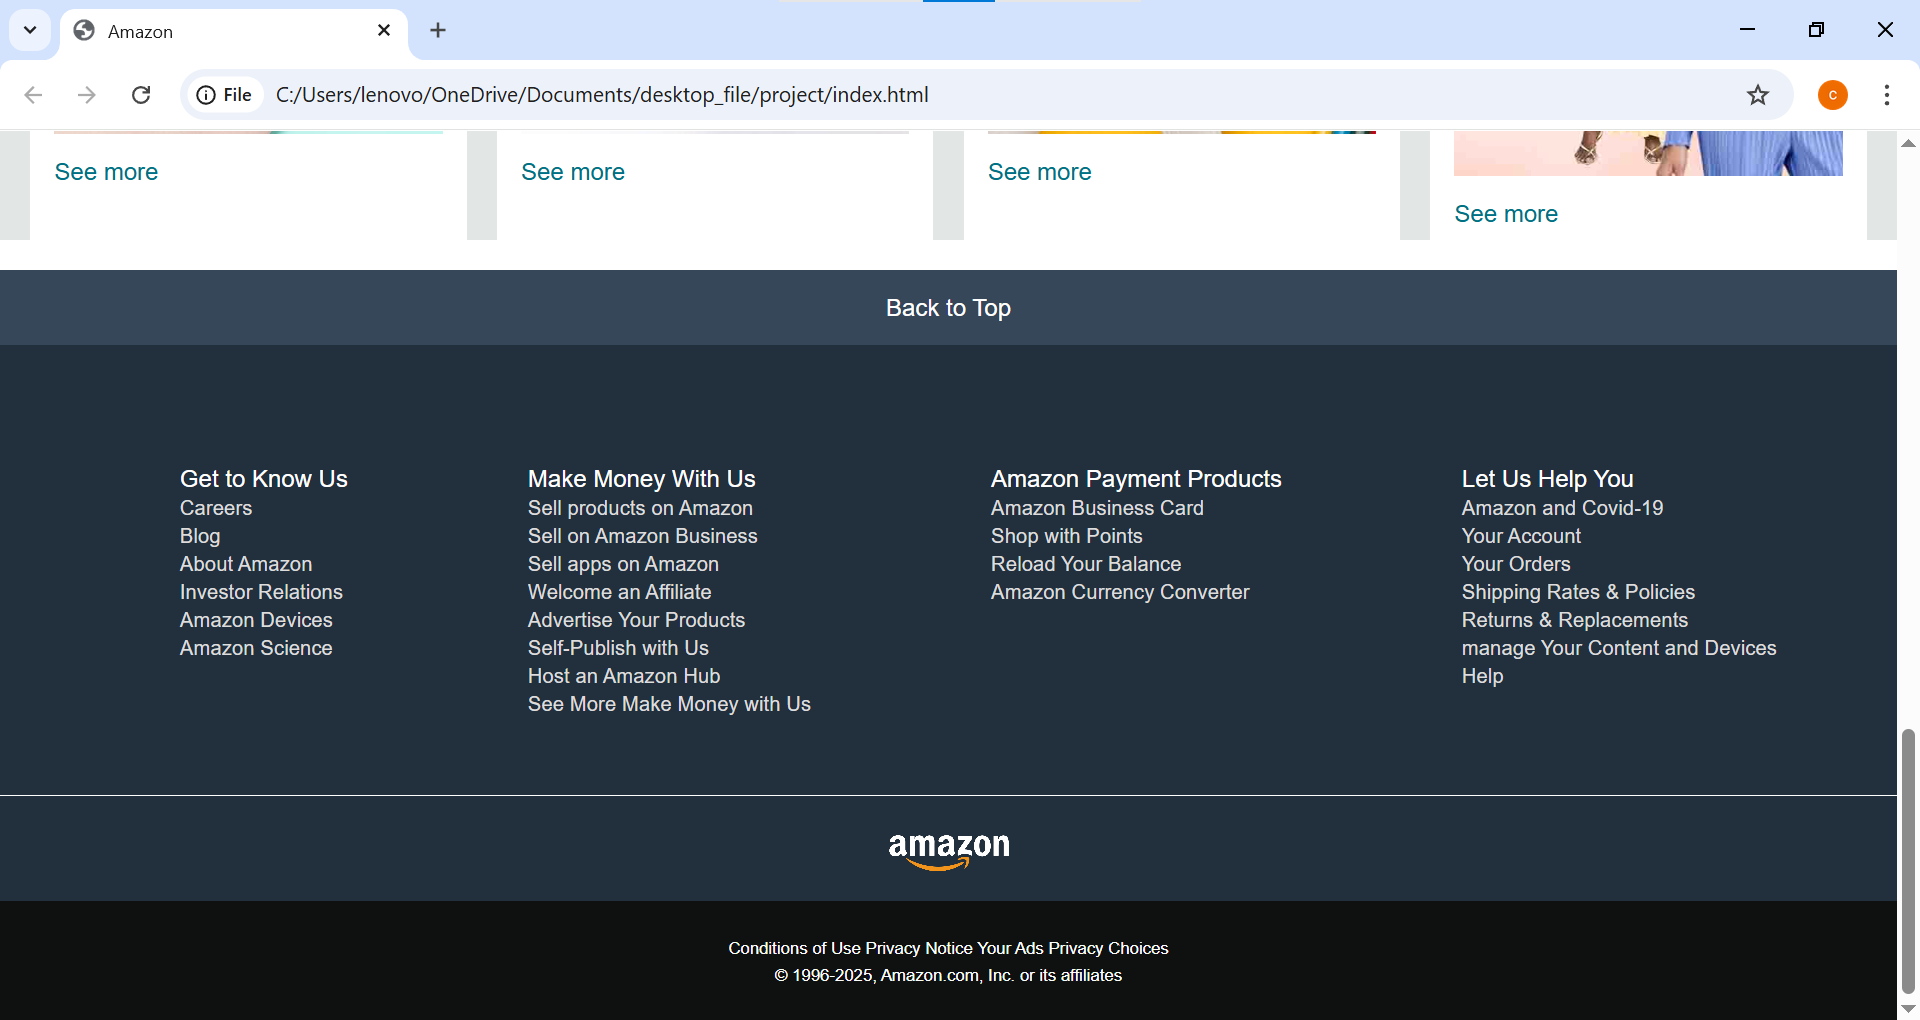 Amazon
File C:/Users/lenovo/OneDrive/Documents/desktop_file/project/index.html
C
See more See more See more
See more
Back to Top
Get to Know Us
Careers
Blog
About Amazon
Investor Relations
Amazon Devices
Amazon Science
Make Money With Us
Sell products on Amazon
Sell on Amazon Business
Sell apps on Amazon
Welcome an Affiliate
Advertise Your Products
Self-Publish with Us
Host an Amazon Hub
See More Make Money with Us
Amazon Payment Products
Amazon Business Card
Shop with Points
Reload Your Balance
Amazon Currency Converter
Let Us Help You
Amazon and Covid-19
Your Account
Your Orders
Shipping Rates & Policies
Returns & Replacements
manage Your Content and Devices
Help
amazon
Conditions of Use Privacy Notice Your Ads Privacy Choices
© 1996-2025, Amazon.com, Inc. or its affiliates